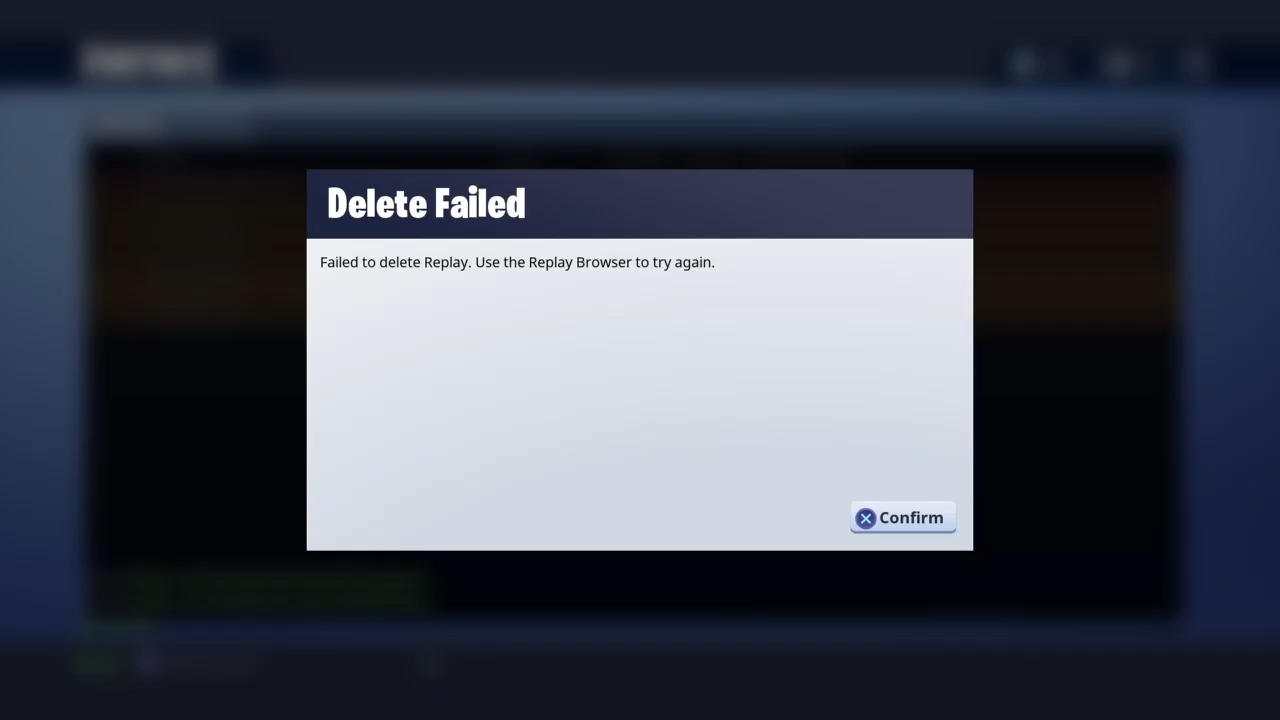 Delete Failed
Failed to delete Replay. Use the Replay Browser to try again.
Confirm